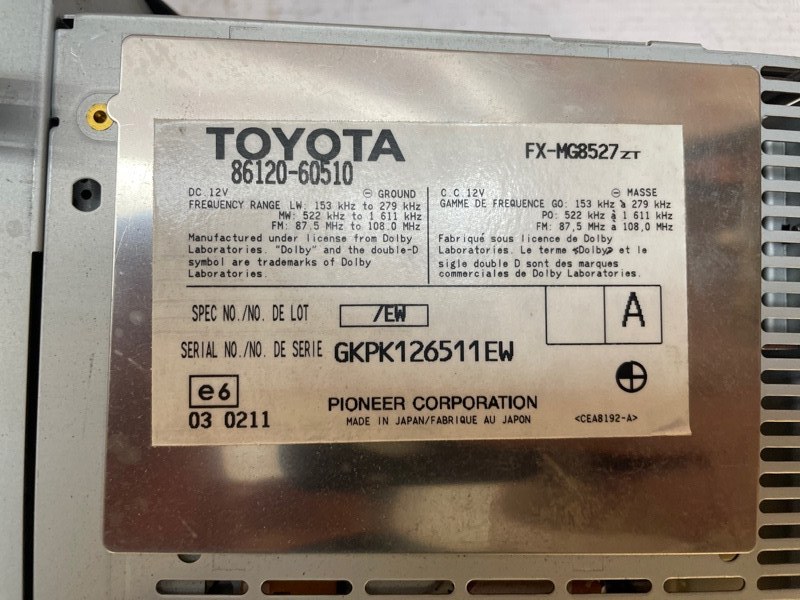 TOYOTA
86120-60510
FX-MG8527ZT
DC 12V ⊖ GROUND
FREQUENCY RANGE LW: 153 kHz to 279 kHz
MW: 522 kHz to 1 611 kHz
FM: 87.5 MHz to 108.0 MHz
Manufactured under license from Dolby
Laboratories. "Dolby" and the double-D
symbol are trademarks of Dolby
Laboratories.
C.C.12V ⊖ MASSE
GAMME DE FREQUENCE GO: 153 kHz à 279 kHz
PO: 522 kHz à 1 611 kHz
FM: 87,5 MHz à 108,0 MHz
Fabriqué sous licence de Dolby
Laboratories. Le terme «Dolby» et le
sigle double D sont des marques
commerciales de Dolby Laboratories.
SPEC NO./NO. DE LOT /EW
A
SERIAL NO./NO. DE SERIE GKPK126511EW
e6
03 0211
PIONEER CORPORATION
MADE IN JAPAN/FABRIQUÉ AU JAPON
<CEA8192-A>